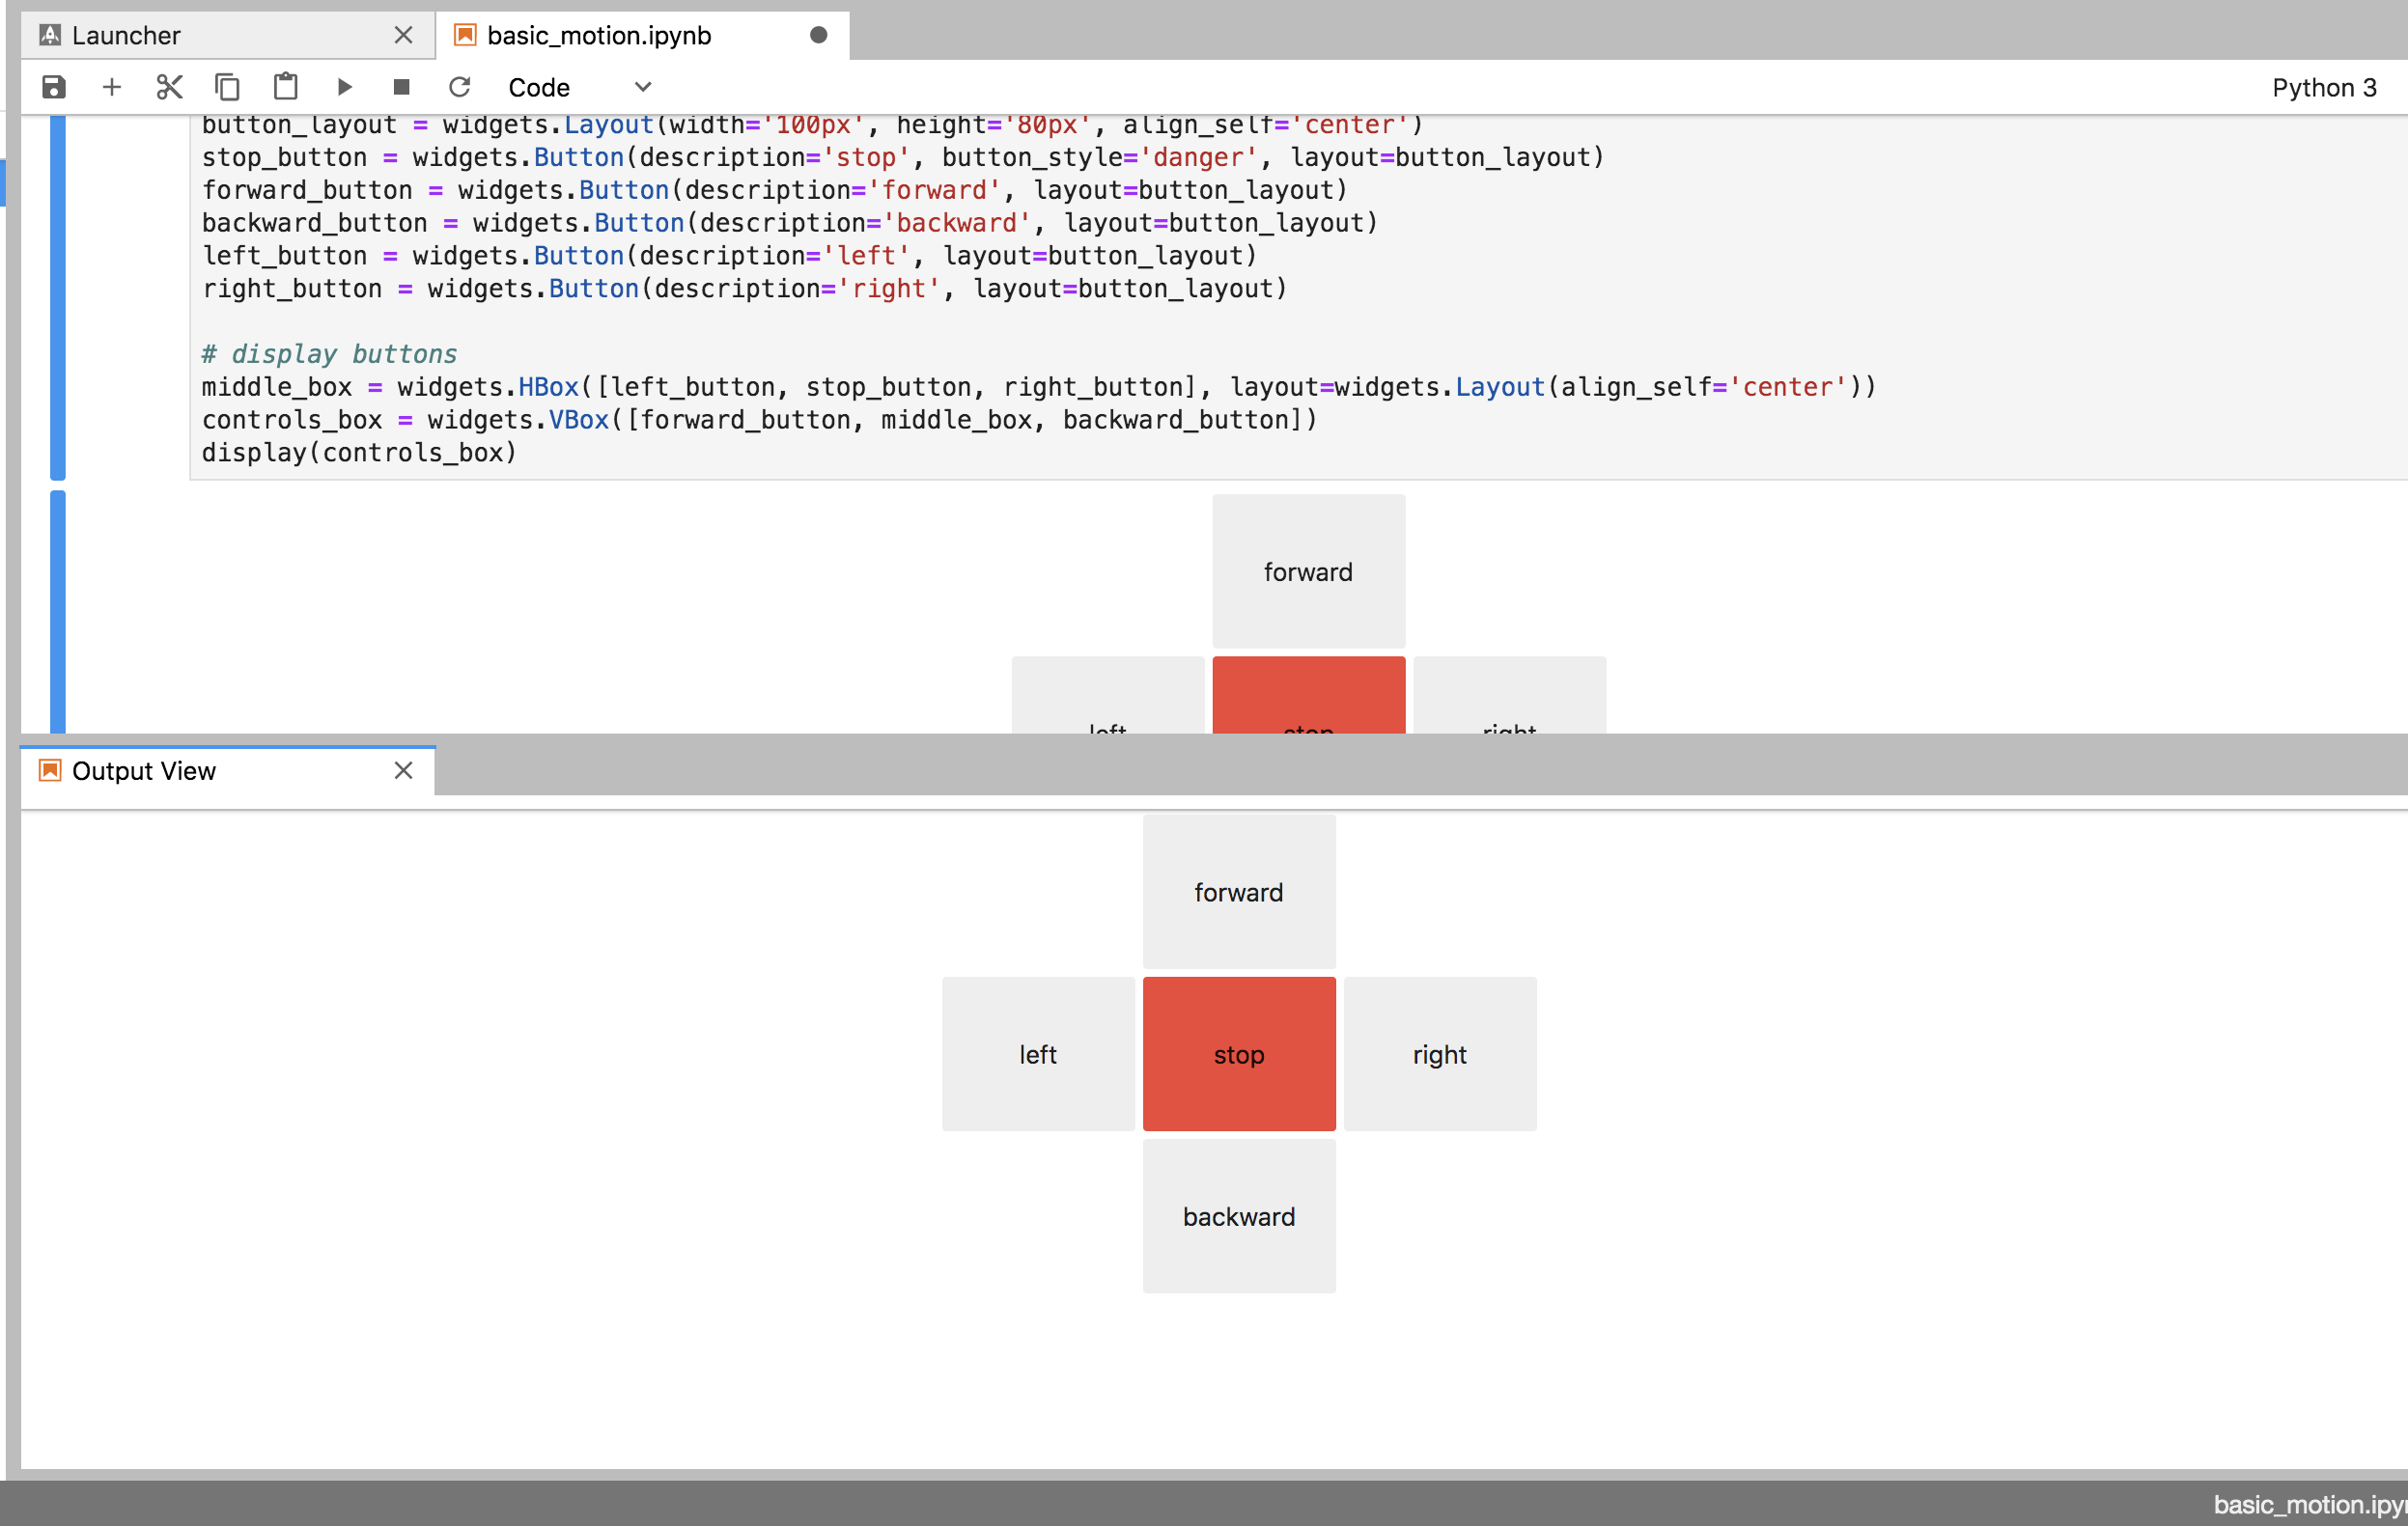 Launcher
basic_motion.ipynb
Code
Python 3
button_layout = widgets.Layout(width='100px', height='80px', align_self='center')
stop_button = widgets.Button(description='stop', button_style='danger', layout=button_layout)
forward_button = widgets.Button(description='forward', layout=button_layout)
backward_button = widgets.Button(description='backward', layout=button_layout)
left_button = widgets.Button(description='left', layout=button_layout)
right_button = widgets.Button(description='right', layout=button_layout)
# display buttons
middle_box = widgets.HBox([left_button, stop_button, right_button], layout=widgets.Layout(align_self='center'))
controls_box = widgets.VBox([forward_button, middle_box, backward_button])
display(controls_box)
forward
left stop right
Output View
forward
left stop right
backward
basic_motion.ipy